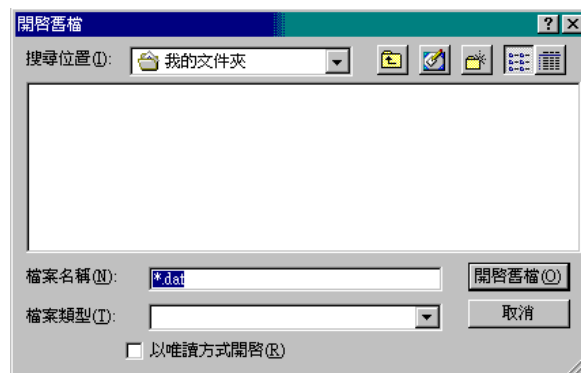 開啓舊檔
搜尋位置(I): 我的文件夾
檔案名稱(N): *.dat 開啓舊檔(O)
檔案類型(T): 取消
以唯讀方式開啓(R)